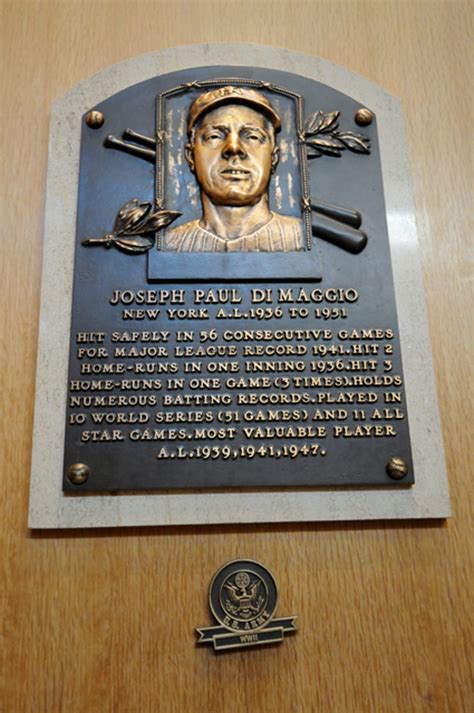 JOSEPH PAUL DI MAGGIO
NEW YORK A.L. 1936 TO 1951
HIT SAFELY IN 56 CONSECUTIVE GAMES
FOR MAJOR LEAGUE RECORD 1941. HIT 2
HOME-RUNS IN ONE INNING 1936. HIT 3
HOME-RUNS IN ONE GAME (3 TIMES). HOLDS
NUMEROUS BATTING RECORDS. PLAYED IN
10 WORLD SERIES (51 GAMES) AND 11 ALL
STAR GAMES. MOST VALUABLE PLAYER
A.L. 1939, 1941, 1947.
U.S. ARMY
WWII